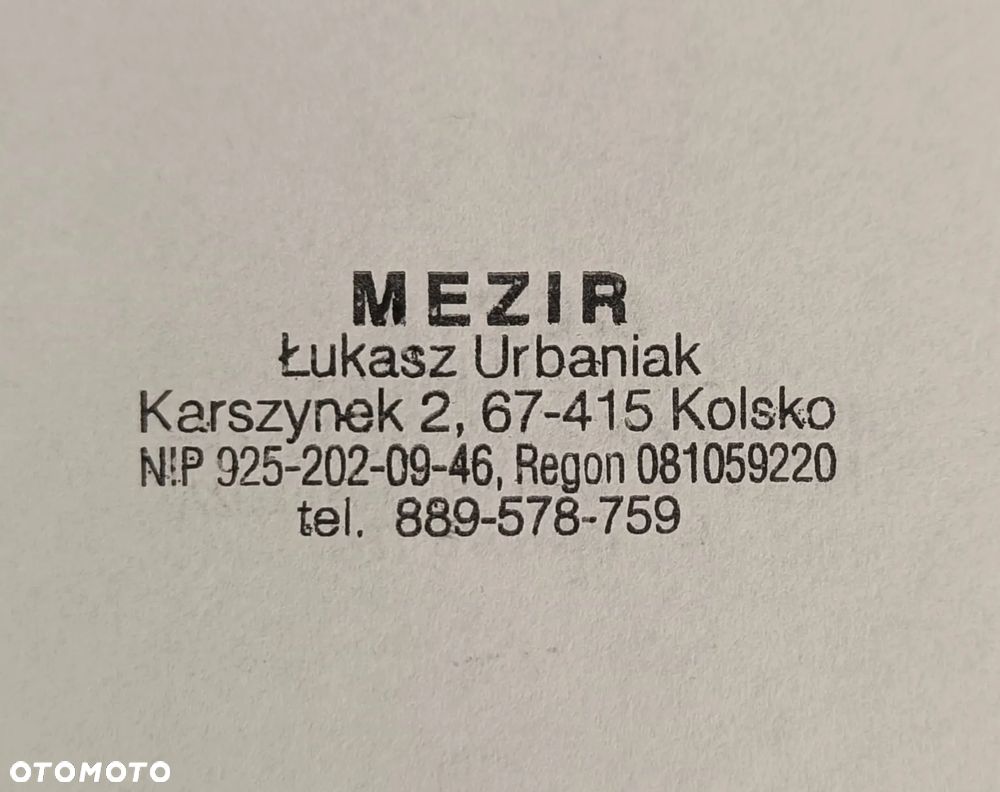 MEZIR
Łukasz Urbaniak
Karszynek 2, 67-415 Kolsko
NIP 925-202-09-46, Regon 081059220
tel. 889-578-759
OTOMOTO